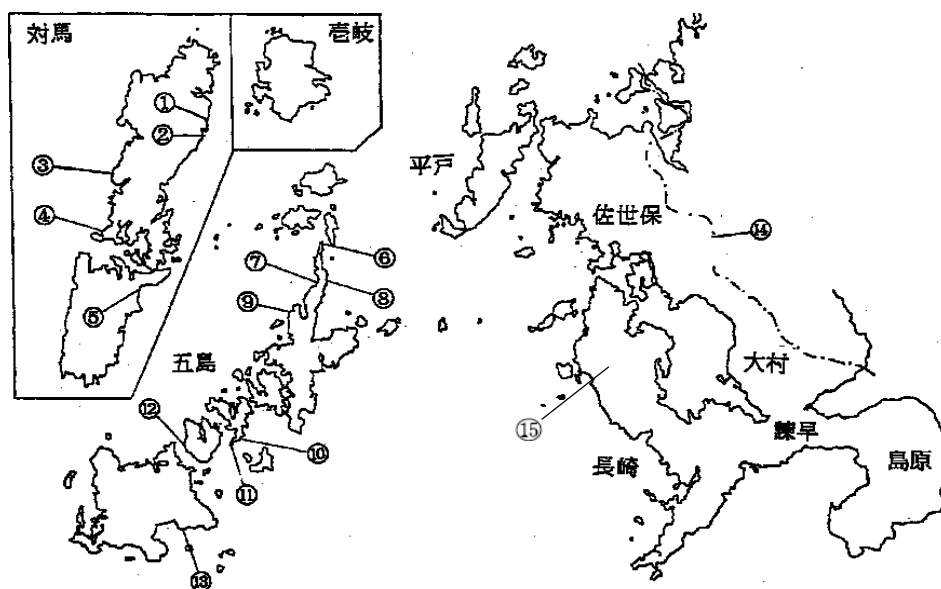 対馬
壱岐
①
②
③
④
⑤
平戸
佐世保
⑭
⑥
⑦
⑧
⑨
五島
大村
⑫
⑮
⑩
⑪
諫早
長崎
島原
⑬